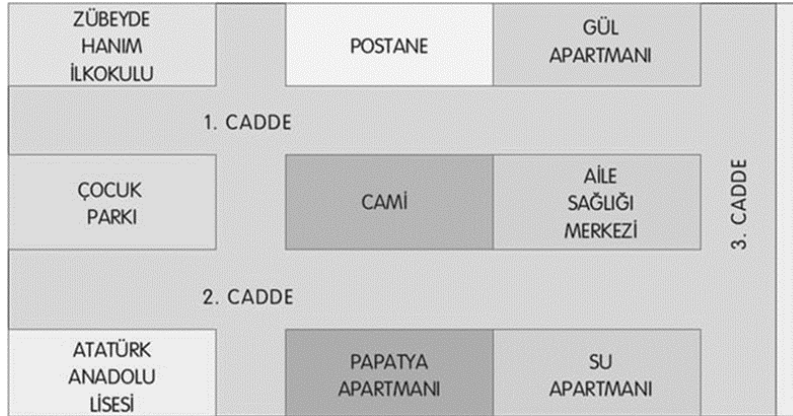 ZÜBEYDE
HANIM
İLKOKULU
POSTANE
GÜL
APARTMANI
1. CADDE
ÇOCUK
PARKI
CAMİ
AİLE
SAĞLIĞI
MERKEZİ
3. CADDE
2. CADDE
ATATÜRK
ANADOLU
LİSESİ
PAPATYA
APARTMANI
SU
APARTMANI